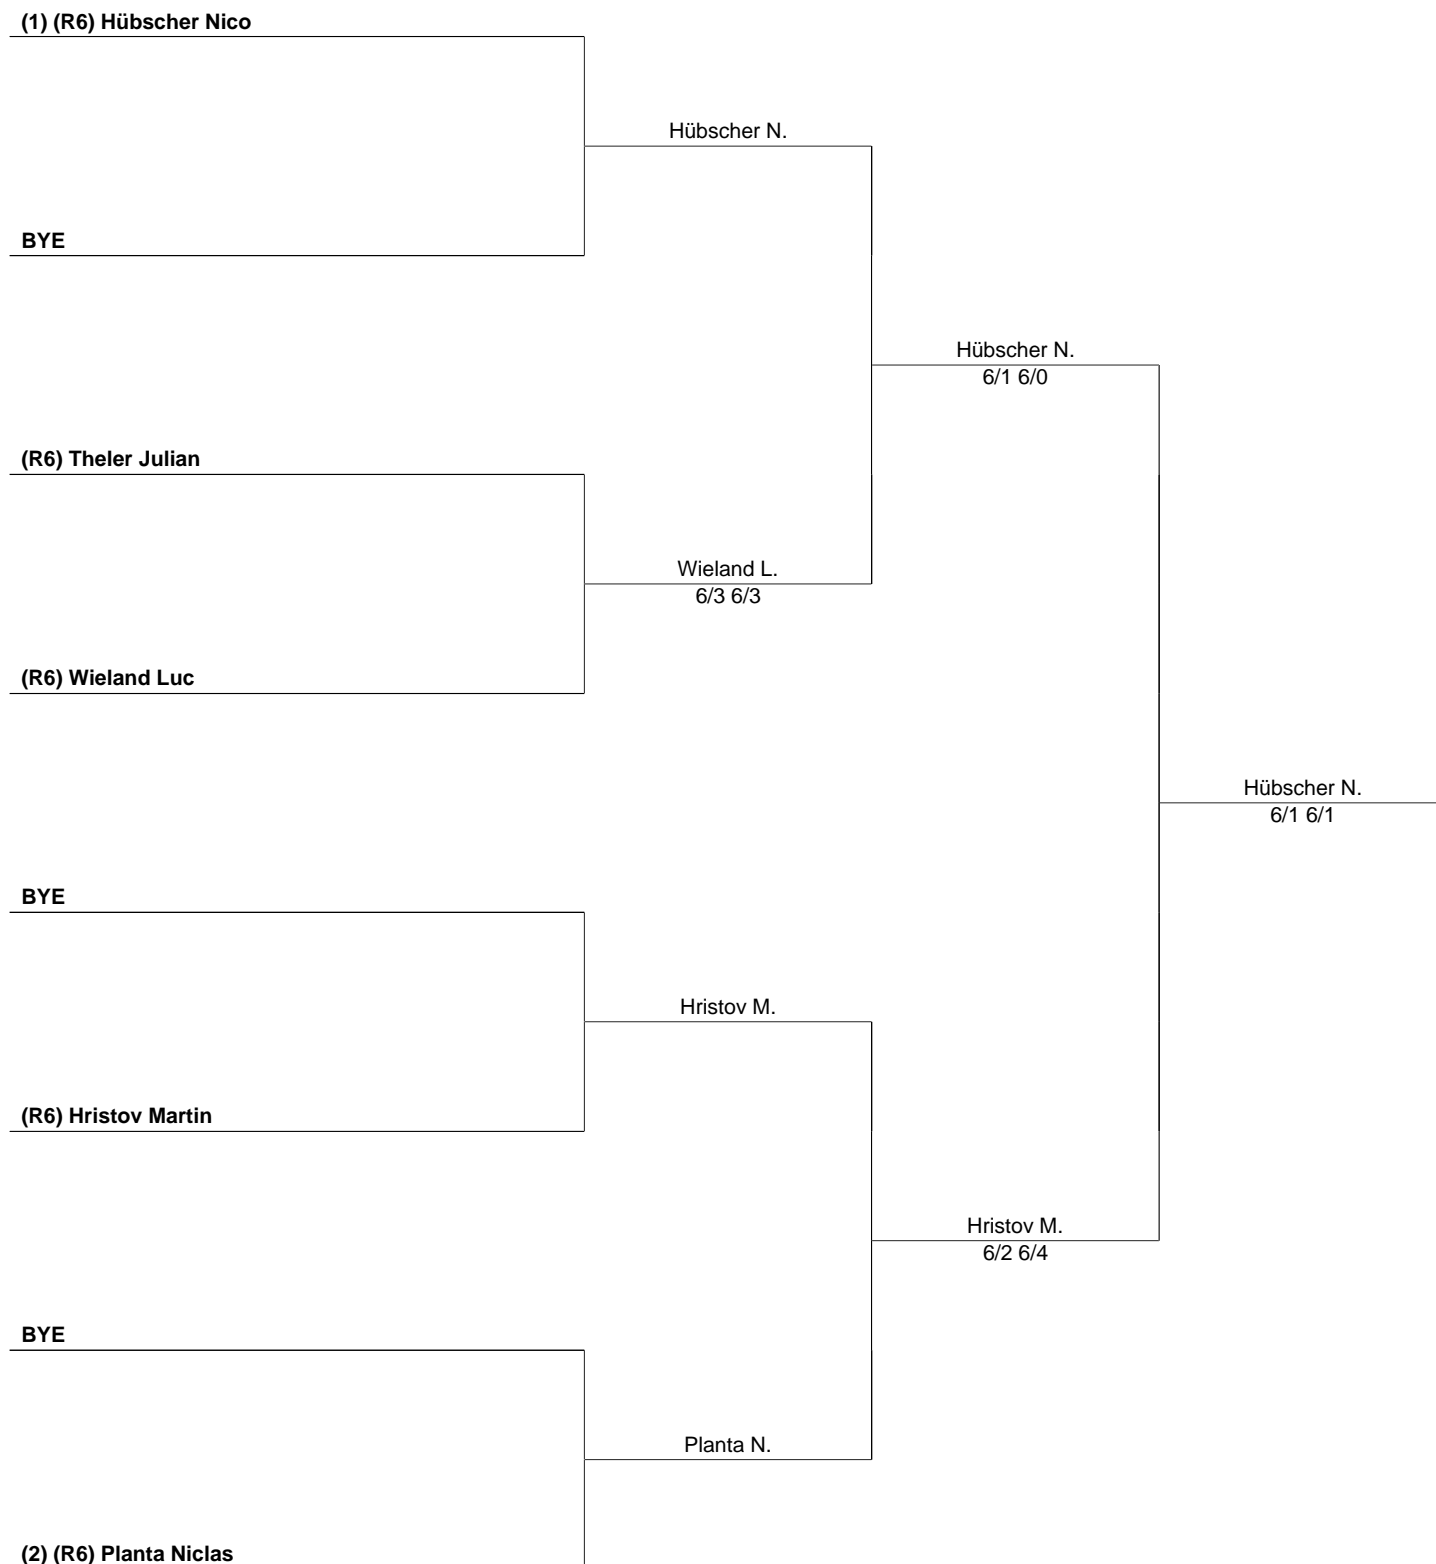 (1) (R6) Hübscher Nico
Hübscher N.
BYE
Hübscher N.
6/1 6/0
(R6) Theler Julian
Wieland L.
6/3 6/3
(R6) Wieland Luc
Hübscher N.
6/1 6/1
BYE
Hristov M.
(R6) Hristov Martin
Hristov M.
6/2 6/4
BYE
Planta N.
(2) (R6) Planta Niclas